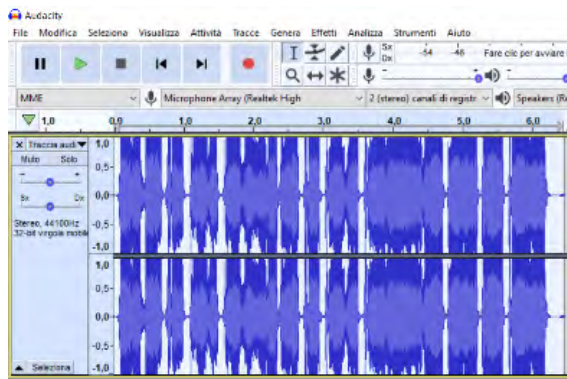 Audacity
File Modifica Seleziona Visualizza Attività Tracce Genera Effetti Analizza Strumenti Aiuto
Sx Dx -54 -48 Fare clic per avviare
MME Microphone Array (Realtek High 2 (stereo) canali di registr Speakers (Re
1,0 0,0 1,0 2,0 3,0 4,0 5,0 6,0
Traccia audi 1,0
Muto Solo
- + 0,5
0,0
Sx Dx
Stereo, 44100Hz -0,5
32-bit virgola mobile
-1,0
1,0
0,5
0,0
-0,5
Seleziona -1,0